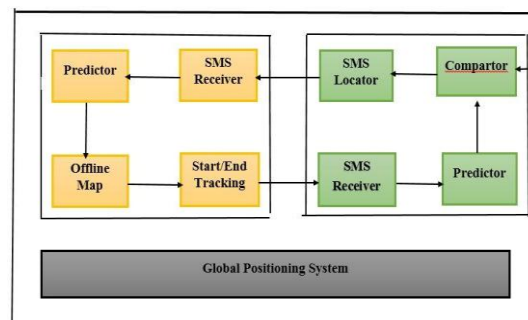 Predictor
SMS
Receiver
SMS
Locator
Compartor
Offline
Map
Start/End
Tracking
SMS
Receiver
Predictor
Global Positioning System